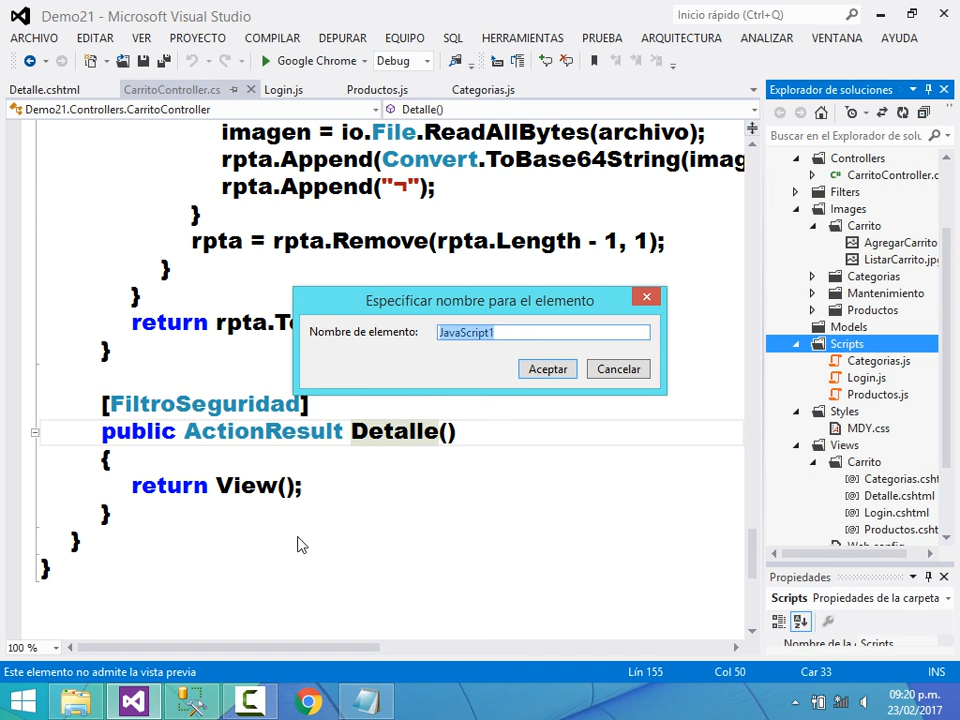 Demo21 - Microsoft Visual Studio
Inicio rápido (Ctrl+Q)
ARCHIVO EDITAR VER PROYECTO COMPILAR DEPURAR EQUIPO SQL HERRAMIENTAS PRUEBA ARQUITECTURA ANALIZAR VENTANA AYUDA
Google Chrome Debug
Detalle.cshtml CarritoController.cs Login.js Productos.js Categorias.js
Demo21.Controllers.CarritoController Detalle()
imagen = io.File.ReadAllBytes(archivo);
rpta.Append(Convert.ToBase64String(imag
rpta.Append("¬");
}
rpta = rpta.Remove(rpta.Length - 1, 1);
}
}
return rpta.T
}
[FiltroSeguridad]
public ActionResult Detalle()
{
return View();
}
}
}
Especificar nombre para el elemento
Nombre de elemento: JavaScript1
Aceptar Cancelar
Explorador de soluciones
Buscar en el Explorador de solu
Controllers
CarritoController.c
Filters
Images
Carrito
AgregarCarrito
ListarCarrito.jpg
Categorias
Mantenimiento
Productos
Models
Scripts
Categorias.js
Login.js
Productos.js
Styles
MDY.css
Views
Carrito
Categorias.csht
Detalle.cshtml
Login.cshtml
Productos.csht
Web.config
Propiedades
Scripts Propiedades de la carpeta
Nombre de la Scripts
100 %
Este elemento no admite la vista previa Lín 155 Col 50 Car 33 INS
09:20 p.m.
23/02/2017